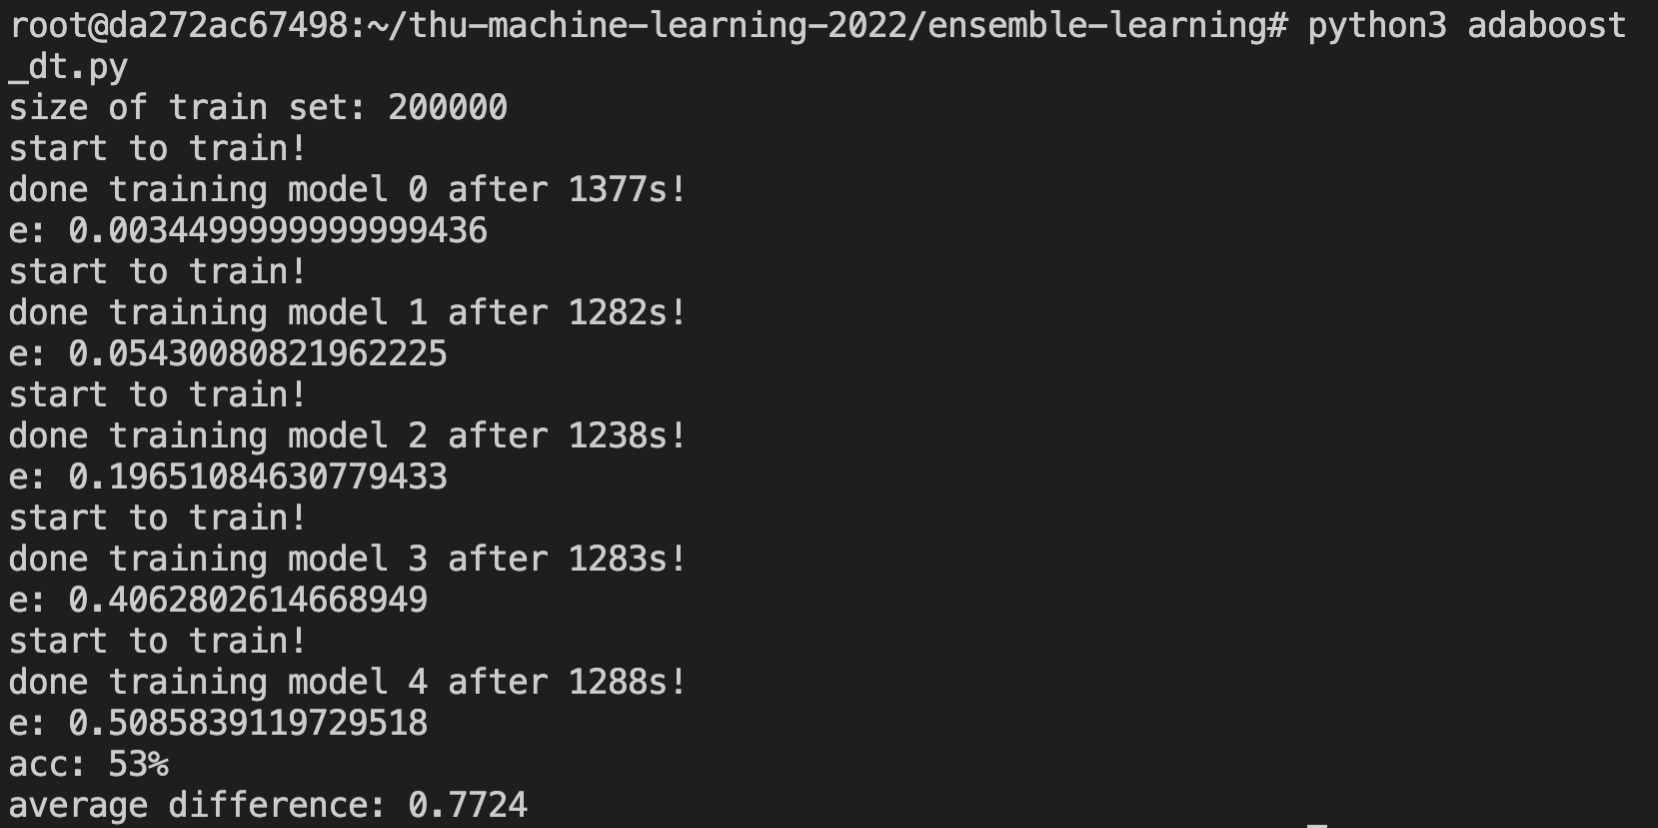 root@da272ac67498:~/thu-machine-learning-2022/ensemble-learning# python3 adaboost
_dt.py
size of train set: 200000
start to train!
done training model 0 after 1377s!
e: 0.0034499999999999436
start to train!
done training model 1 after 1282s!
e: 0.05430080821962225
start to train!
done training model 2 after 1238s!
e: 0.19651084630779433
start to train!
done training model 3 after 1283s!
e: 0.4062802614668949
start to train!
done training model 4 after 1288s!
e: 0.5085839119729518
acc: 53%
average difference: 0.7724